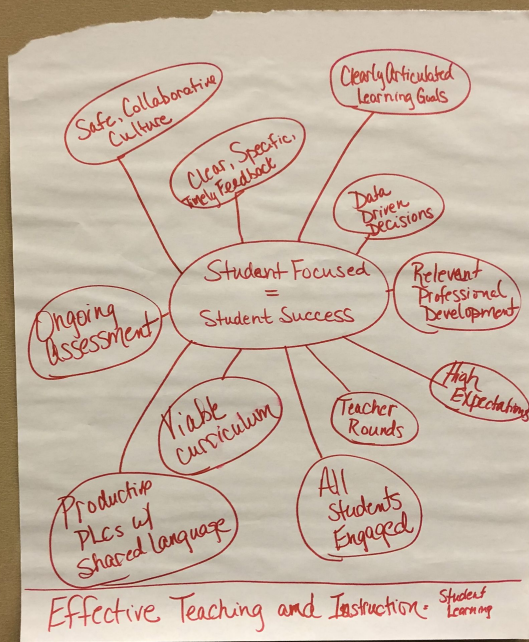 Safe, Collaborative
Culture
Clearly Articulated
Learning Goals
Clear, Specific,
Timely Feedback
Data
Driven
Decisions
Student Focused
=
Student Success
Relevant
Professional
Development
Ongoing
assessment
High
Expectations
Viable
curriculum
Teacher
Rounds
Productive
PLCs w/
Shared language
All
Students
Engaged
Effective Teaching and Instruction = Student
Learning